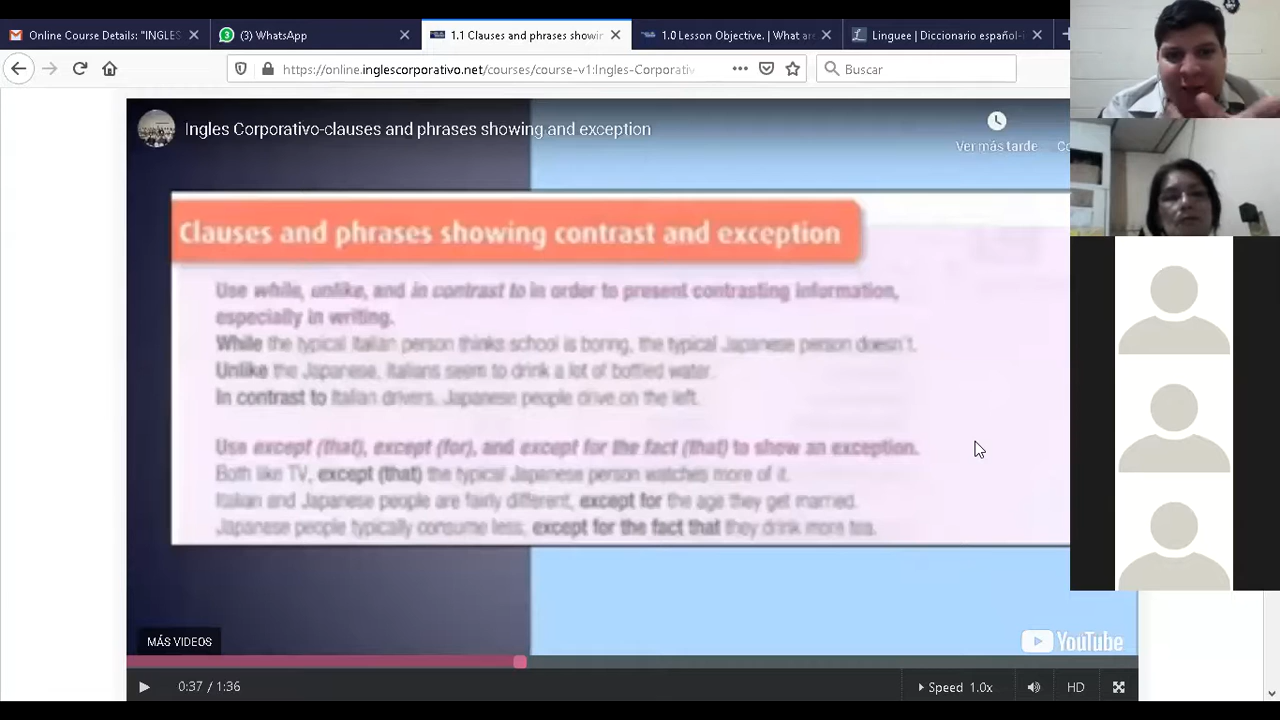 Online Course Details: "INGLES
(3) WhatsApp
1.1 Clauses and phrases showin
1.0 Lesson Objective. | What are
Linguee | Diccionario español-i
https://online.inglescorporativo.net/courses/course-v1:Ingles-Corporativ
Buscar
Ingles Corporativo-clauses and phrases showing and exception
Ver más tarde
Co
Clauses and phrases showing contrast and exception
Use while, unlike, and in contrast to in order to present contrasting information,
especially in writing.
While the typical Italian person thinks school is boring, the typical Japanese person doesn't.
Unlike the Japanese, Italians seem to drink a lot of bottled water.
In contrast to Italian drivers, Japanese people drive on the left.
Use except (that), except (for), and except for the fact (that) to show an exception.
Both like TV, except (that) the typical Japanese person watches more of it.
Italian and Japanese people are fairly different, except for the age they get married.
Japanese people typically consume less, except for the fact that they drink more tea.
MÁS VIDEOS
YouTube
0:37 / 1:36
Speed 1.0x
HD